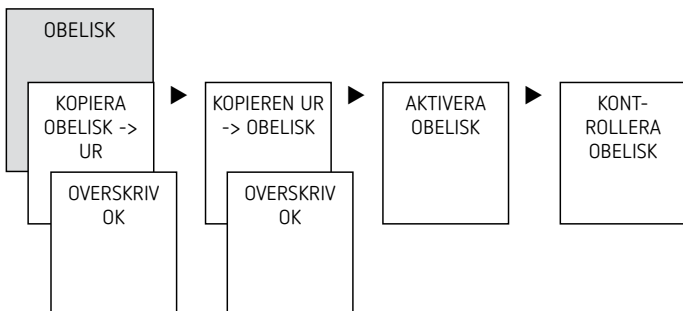 OBELISK
KOPIERA
OBELISK ->
UR
OVERSKRIV
OK
KOPIEREN UR
-> OBELISK
OVERSKRIV
OK
AKTIVERA
OBELISK
KONT-
ROLLERA
OBELISK